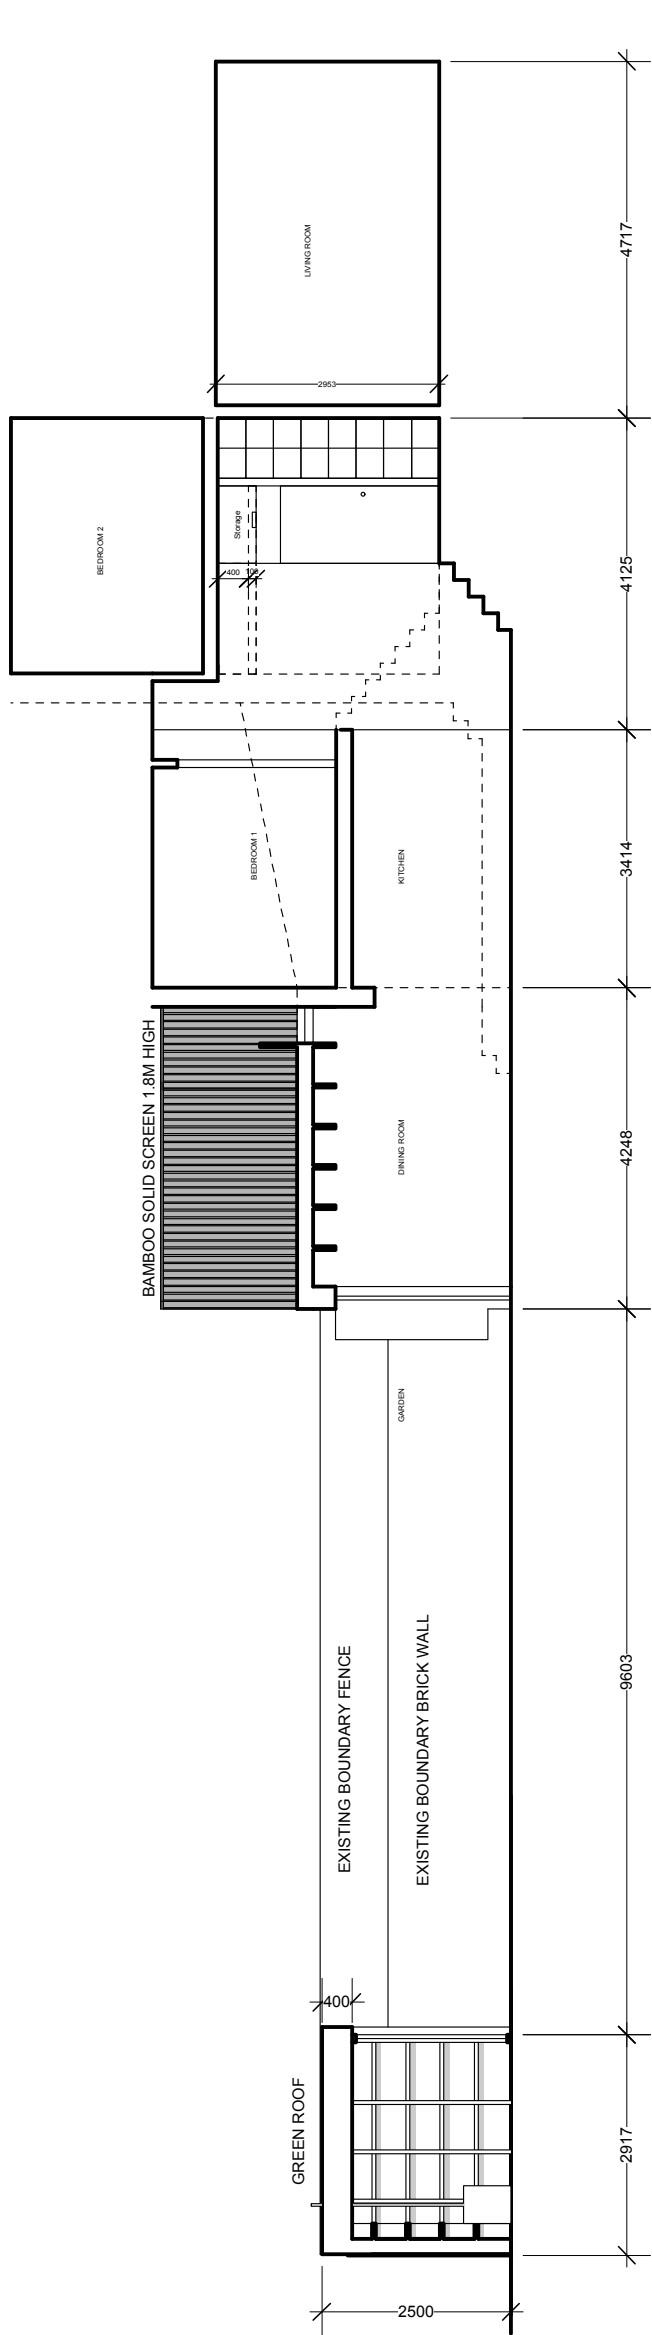 LIVING ROOM
4717
2953
BEDROOM 2
Storage
400
100
4125
BEDROOM 1
KITCHEN
3414
BAMBOO SOLID SCREEN 1.8M HIGH
DINING ROOM
4248
GARDEN
EXISTING BOUNDARY FENCE
EXISTING BOUNDARY BRICK WALL
9603
400
GREEN ROOF
2917
2500